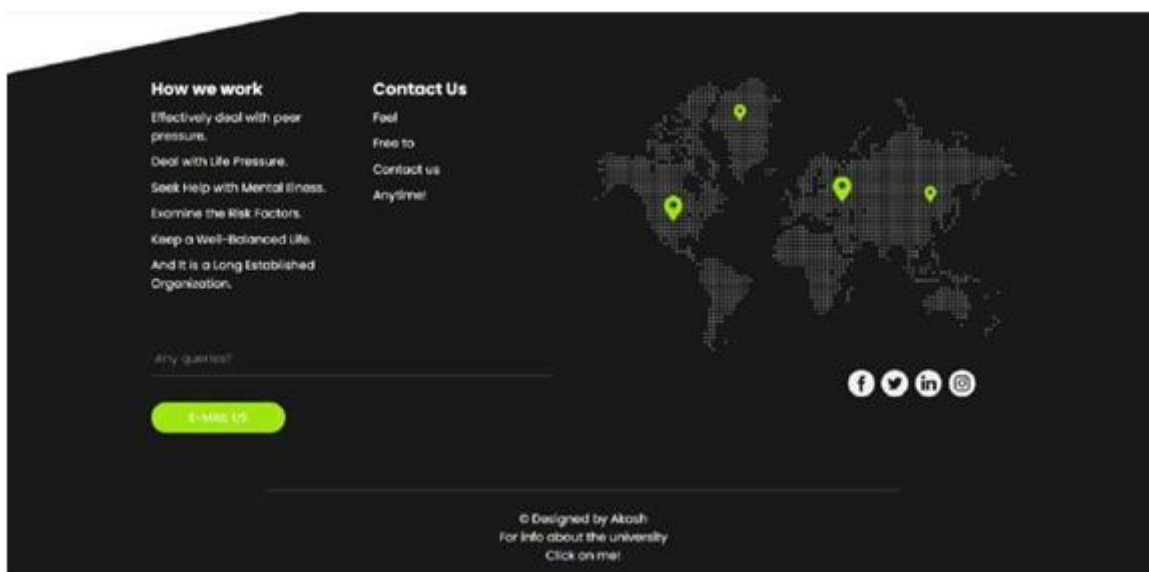 How we work
Effectively deal with peer
pressure.
Deal with Life Pressure.
Seek Help with Mental Illness.
Examine the Risk Factors.
Keep a Well-Balanced Life.
And It is a Long Established
Organization.
Contact Us
Feel
Free to
Contact us
Anytime!
Any queries?
E-MAIL US
f
in
© Designed by Akash
For info about the university
Click on me!